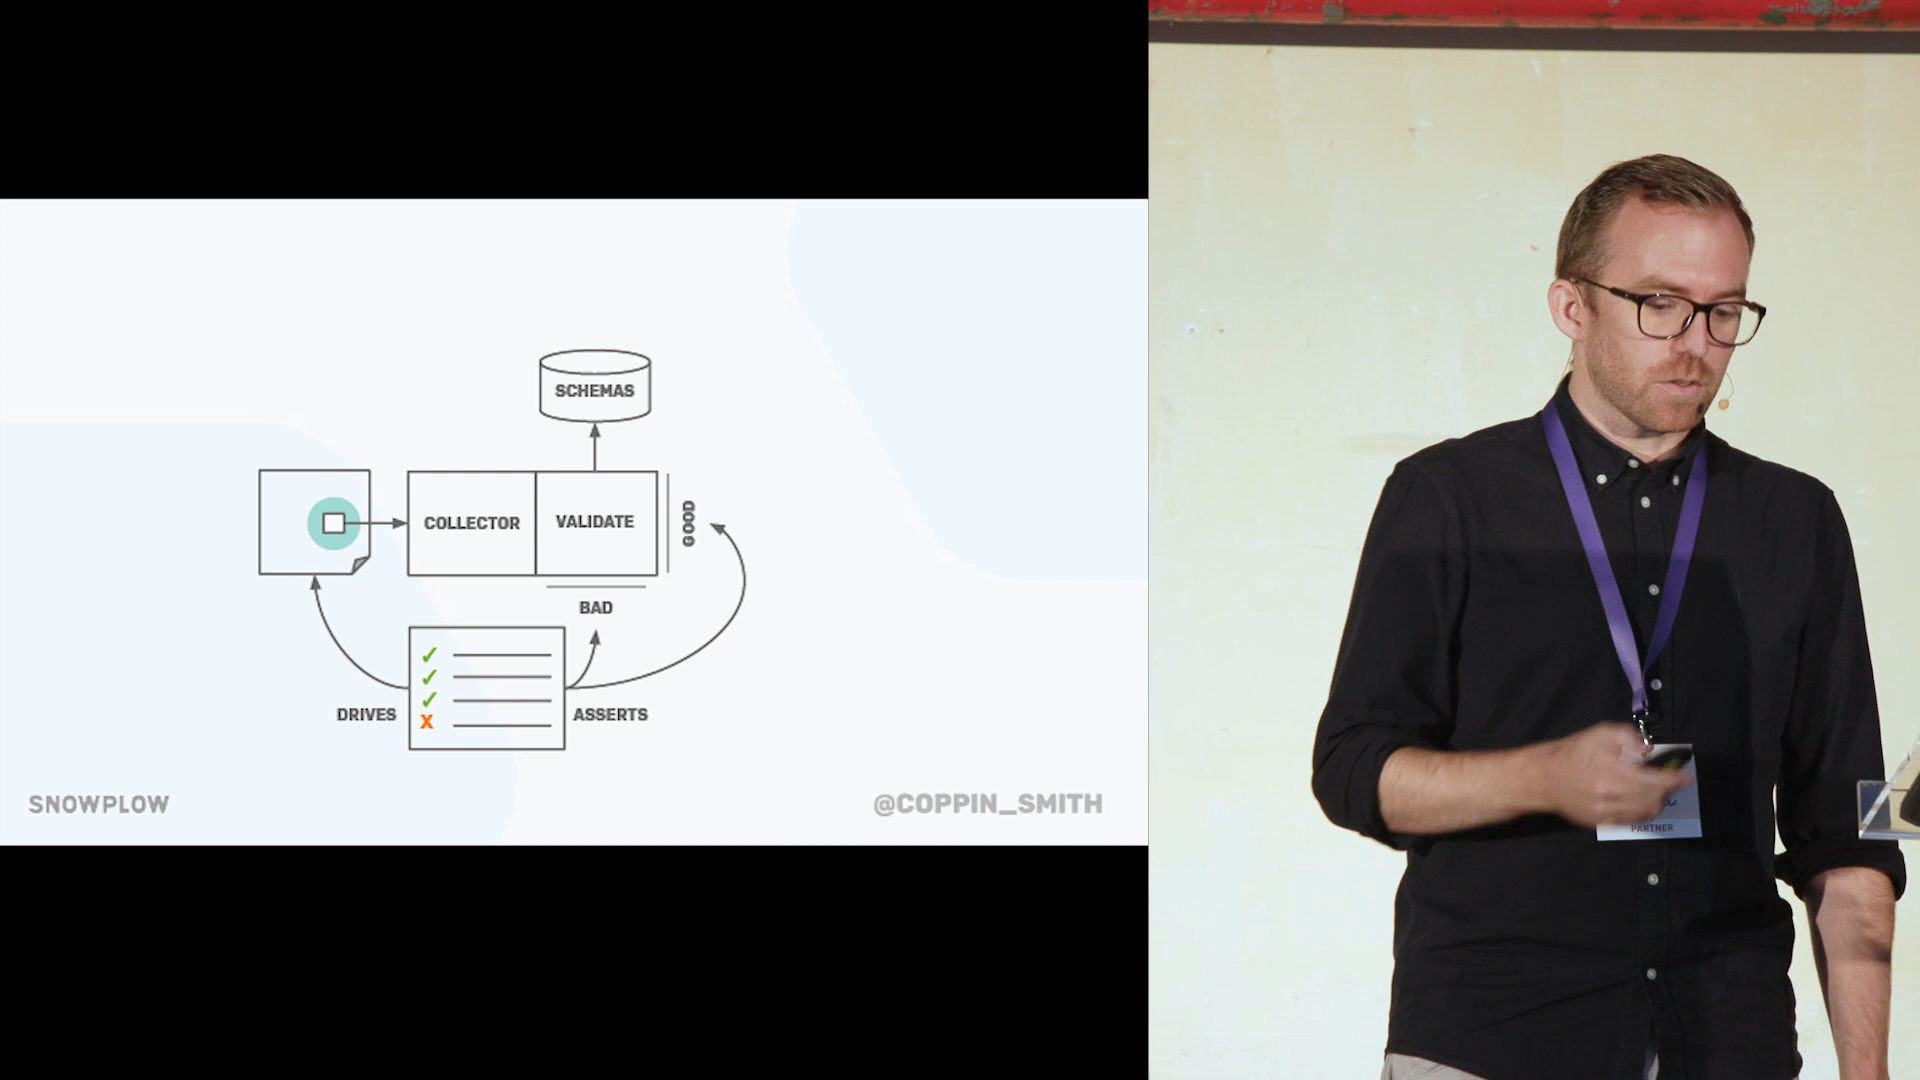 SCHEMAS
COLLECTOR
VALIDATE
GOOD
BAD
DRIVES
ASSERTS
X
SNOWPLOW
@COPPIN_SMITH
PARTNER